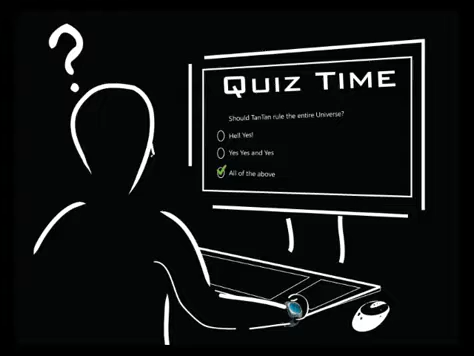 ?
QUIZ TIME
Should TanTan rule the entire Universe?
Hell Yes!
Yes Yes and Yes
All of the above